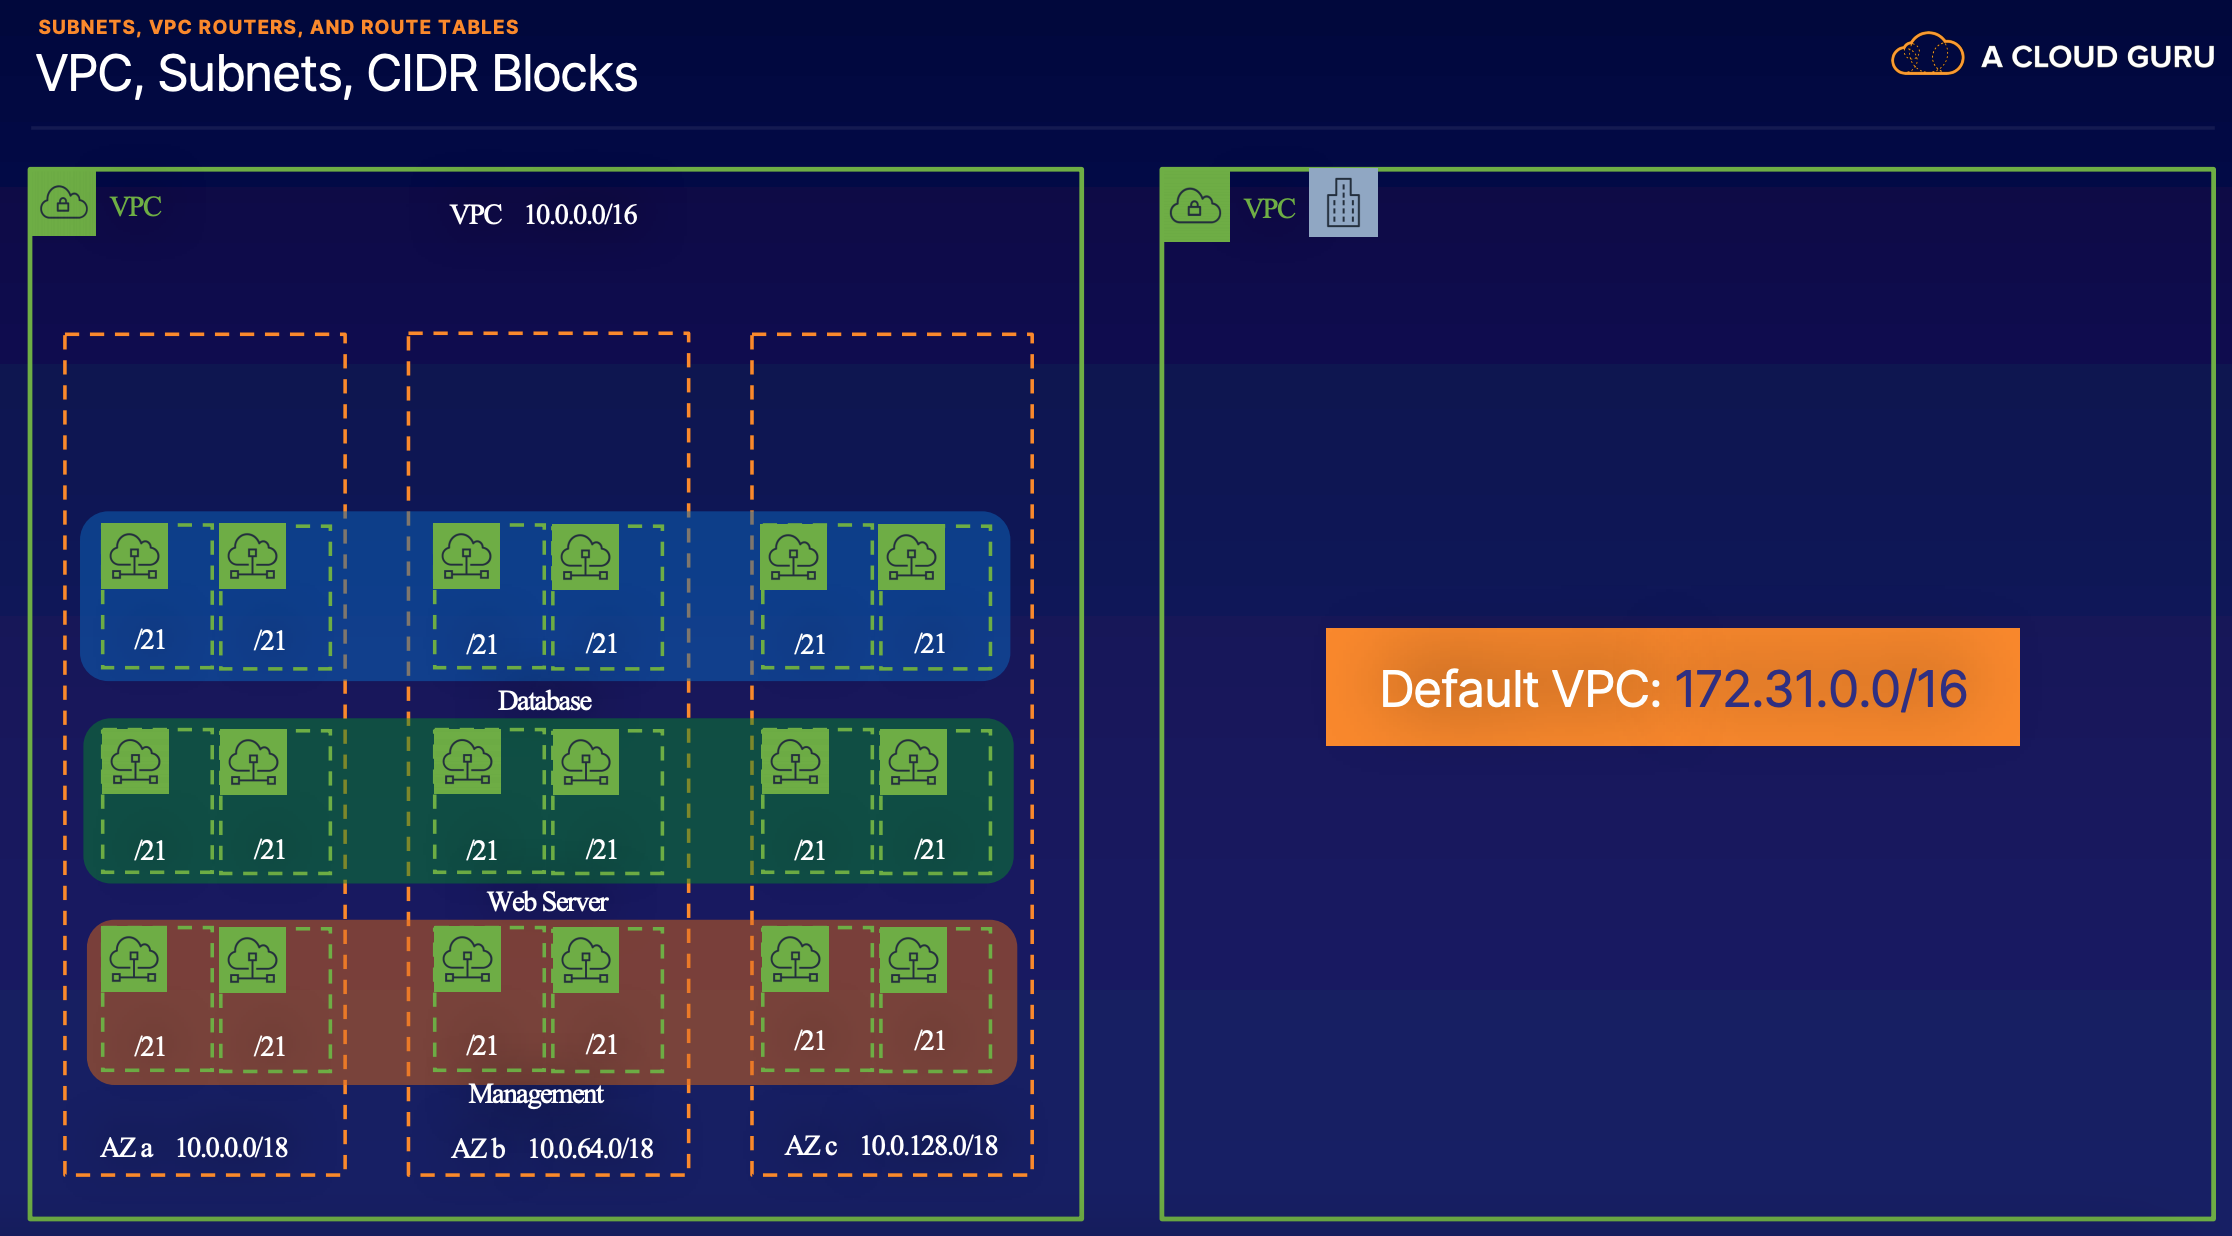 SUBNETS, VPC ROUTERS, AND ROUTE TABLES
VPC, Subnets, CIDR Blocks
A CLOUD GURU
VPC
VPC 10.0.0.0/16
/21 /21 /21 /21 /21 /21
Database
/21 /21 /21 /21 /21 /21
Web Server
/21 /21 /21 /21 /21 /21
Management
AZ a 10.0.0.0/18
AZ b 10.0.64.0/18
AZ c 10.0.128.0/18
VPC
Default VPC: 172.31.0.0/16